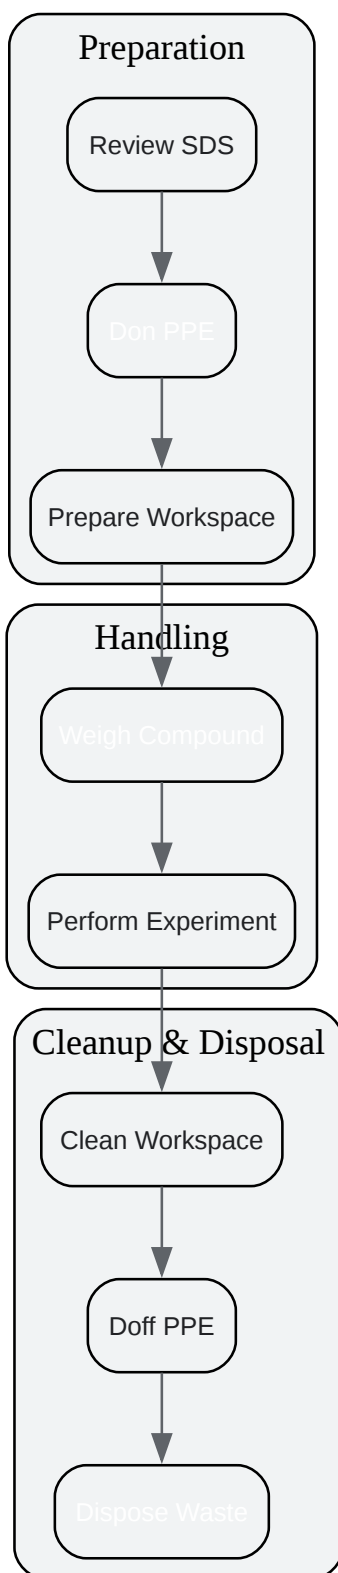 Preparation
Review SDS
Don PPE
Prepare Workspace
Handling
Weigh Compound
Perform Experiment
Cleanup & Disposal
Clean Workspace
Doff PPE
Dispose Waste